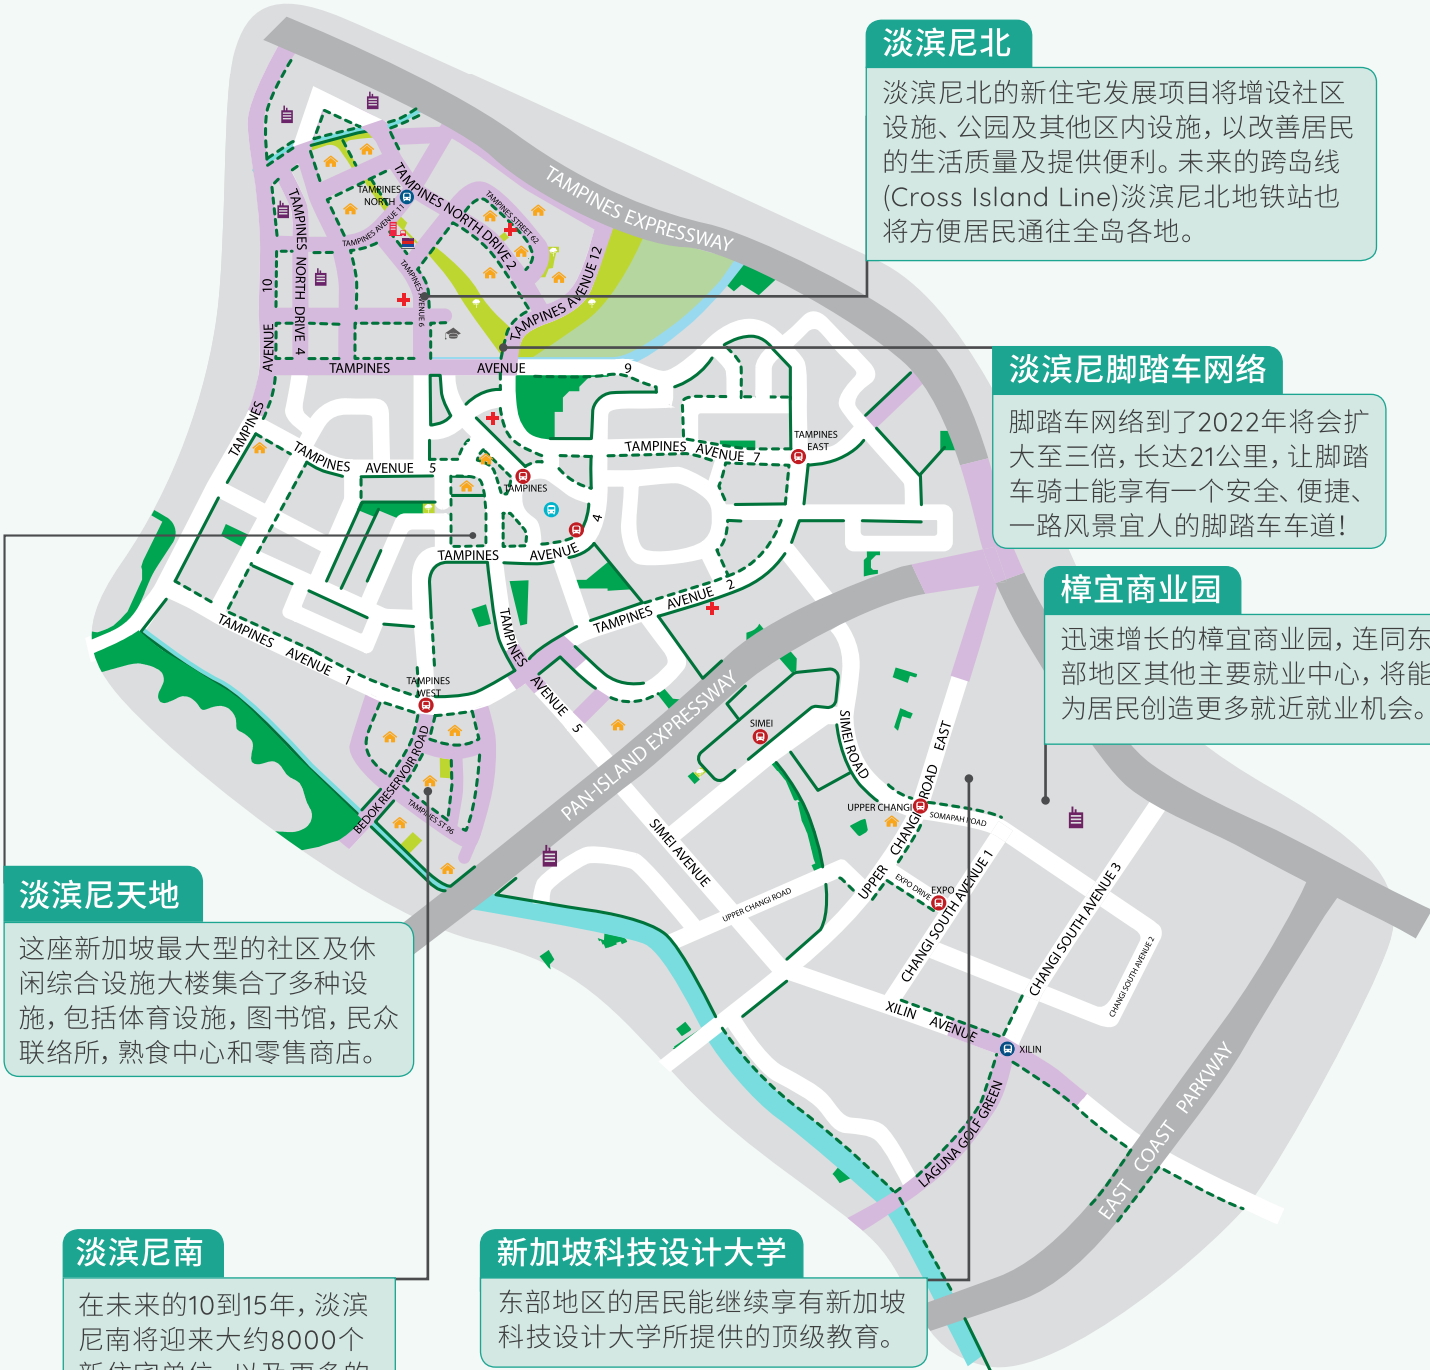 淡滨尼北
淡滨尼北的新住宅发展项目将增设社区
设施、公园及其他区内设施，以改善居民
的生活质量及提供便利。未来的跨岛线
(Cross Island Line)淡滨尼北地铁站也
将方便居民通往全岛各地。
淡滨尼脚踏车网络
脚踏车网络到了2022年将会扩
大至三倍，长达21公里，让脚踏
车骑士能享有一个安全、便捷、
一路风景宜人的脚踏车车道！
樟宜商业园
迅速增长的樟宜商业园，连同东
部地区其他主要就业中心，将能
为居民创造更多就近就业机会。
淡滨尼天地
这座新加坡最大型的社区及休
闲综合设施大楼集合了多种设
施，包括体育设施，图书馆，民众
联络所，熟食中心和零售商店。
淡滨尼南
在未来的10到15年，淡滨
尼南将迎来大约8000个
新住宅单位，以及更多的
新加坡科技设计大学
东部地区的居民能继续享有新加坡
科技设计大学所提供的顶级教育。
TAMPINES EXPRESSWAY
TAMPINES
NORTH
TAMPINES NORTH DRIVE 2
TAMPINES STREET 62
TAMPINES AVENUE 11
TAMPINES AVENUE 6
TAMPINES NORTH DRIVE 4
TAMPINES AVENUE 12
TAMPINES AVENUE 10
TAMPINES AVENUE 9
TAMPINES
EAST
TAMPINES AVENUE 7
TAMPINES AVENUE 5
TAMPINES
TAMPINES AVENUE 4
TAMPINES AVENUE 2
TAMPINES AVENUE 1
TAMPINES
WEST
TAMPINES AVENUE 5
BEDOK RESERVOIR ROAD
TAMPINES ST 96
PAN-ISLAND EXPRESSWAY
SIMEI
SIMEI ROAD
SIMEI AVENUE
UPPER CHANGI ROAD EAST
UPPER CHANGI
SOMAPAH ROAD
EXPO DRIVE
EXPO
UPPER CHANGI ROAD
CHANGI SOUTH AVENUE 1
CHANGI SOUTH AVENUE 3
CHANGI SOUTH AVENUE 2
XILIN AVENUE
XILIN
LAGUNA GOLF GREEN
EAST COAST PARKWAY